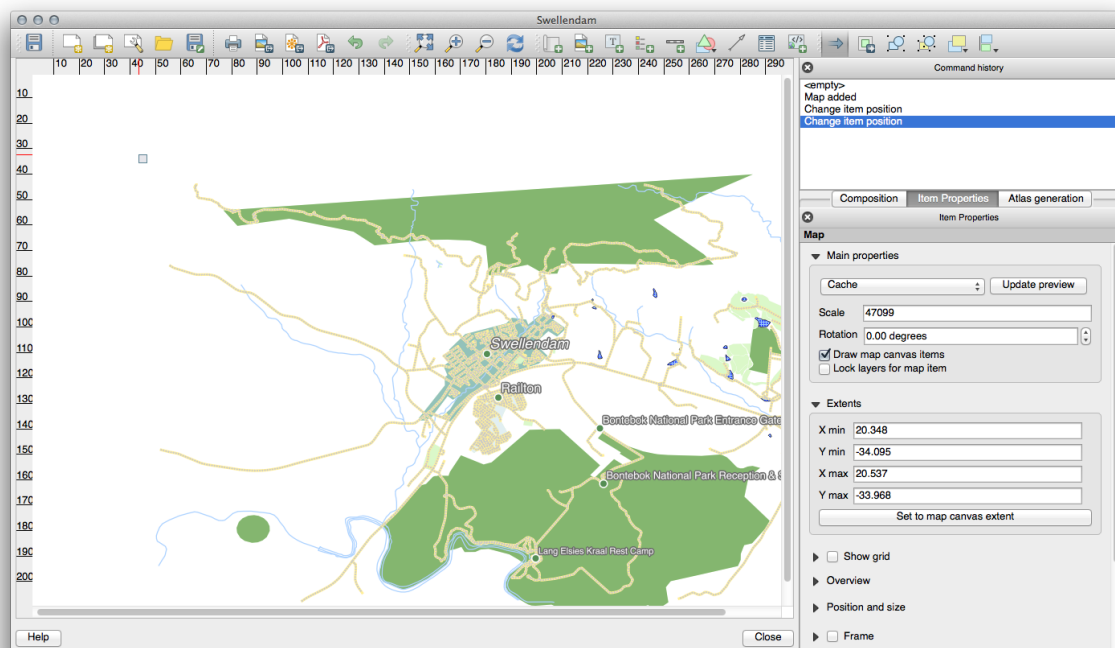 Swellendam
10 20 30 40 50 60 70 80 90 100 110 120 130 140 150 160 170 180 190 200 210 220 230 240 250 260 270 280 290
Command history
<empty>
Map added
Change item position
Change item position
Composition Item Properties Atlas generation
Item Properties
Map
Main properties
Cache Update preview
Scale 47099
Rotation 0.00 degrees
Draw map canvas items
Lock layers for map item
Extents
X min 20.348
Y min -34.095
X max 20.537
Y max -33.968
Set to map canvas extent
Show grid
Overview
Position and size
Frame
10
20
30
40
50
60
70
80
90
100
110
120
130
140
150
160
170
180
190
200
Swellendam
Railton
Bontebok National Park Entrance Gate
Bontebok National Park Reception &
Lang Elsies Kraal Rest Camp
Help Close